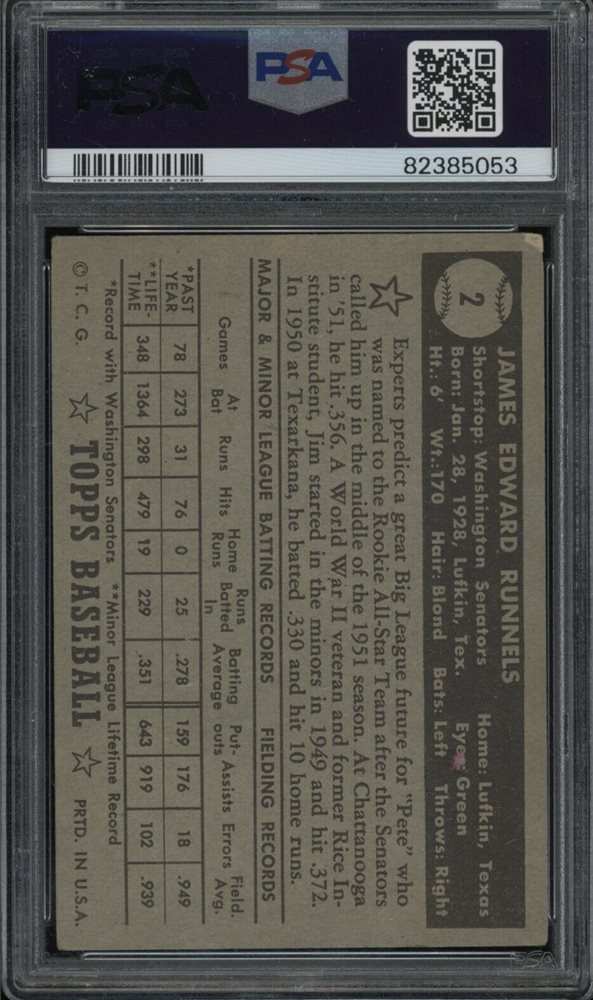 PSA
PSA
82385053
2
JAMES EDWARD RUNNELS
Shortstop: Washington Senators Home: Lufkin, Texas
Born: Jan. 28, 1928, Lufkin, Tex. Eyes: Green
Ht.: 6' Wt.: 170 Hair: Blond Bats: Left Throws: Right
Experts predict a great Big League future for "Pete" who
was named to the Rookie All-Star Team after the Senators
called him up in the middle of the 1951 season. At Chattanooga
in '51, he hit .356. A World War II veteran and former Rice In-
stitute student, Jim started in the minors in 1949 and hit .372.
In 1950 at Texarkana, he batted .330 and hit 10 home runs.
MAJOR & MINOR LEAGUE BATTING RECORDS FIELDING RECORDS
Games At Bat Runs Hits Home Runs Runs Batted In Batting Average Put-outs Assists Errors Field. Avg.
*PAST YEAR 78 273 31 76 0 25 .278 159 176 18 .949
**LIFE-TIME 348 1364 298 479 19 229 .351 643 919 102 .939
*Record with Washington Senators **Minor League Lifetime Record
© T. C. G. TOPPS BASEBALL PRTD. IN U.S.A.
PSA